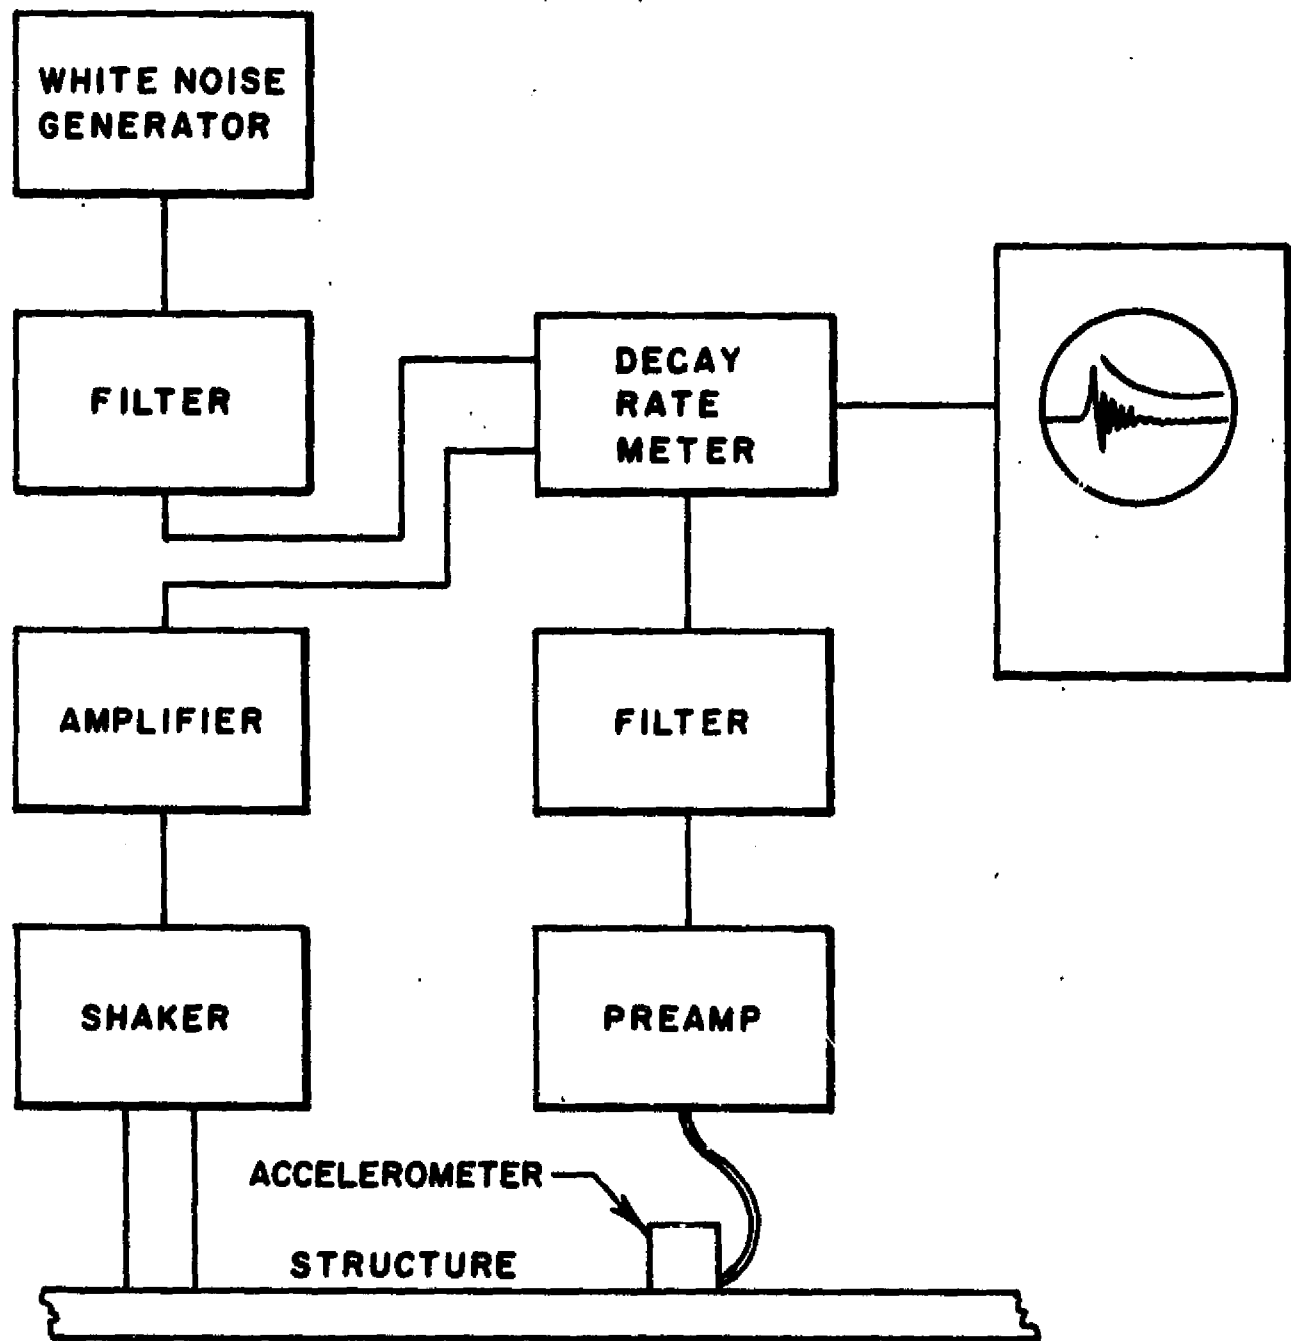 WHITE NOISE
GENERATOR
FILTER
DECAY
RATE
METER
AMPLIFIER
FILTER
SHAKER
PREAMP
ACCELEROMETER
STRUCTURE